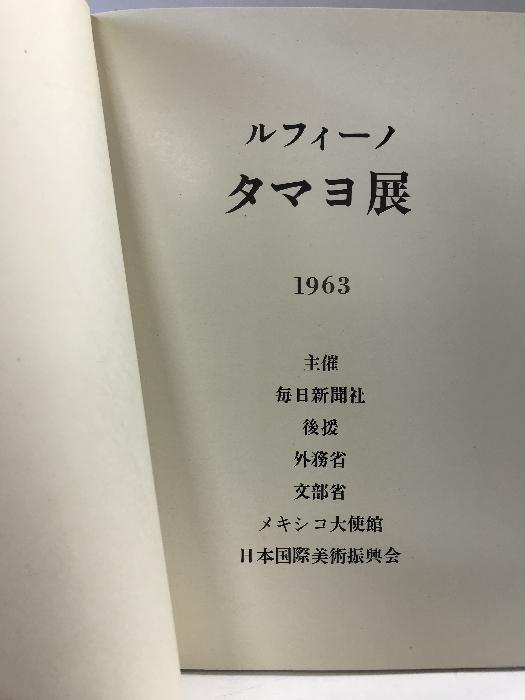 ルフィーノ
タマヨ展
1963
主催
毎日新聞社
後援
外務省
文部省
メキシコ大使館
日本国際美術振興会